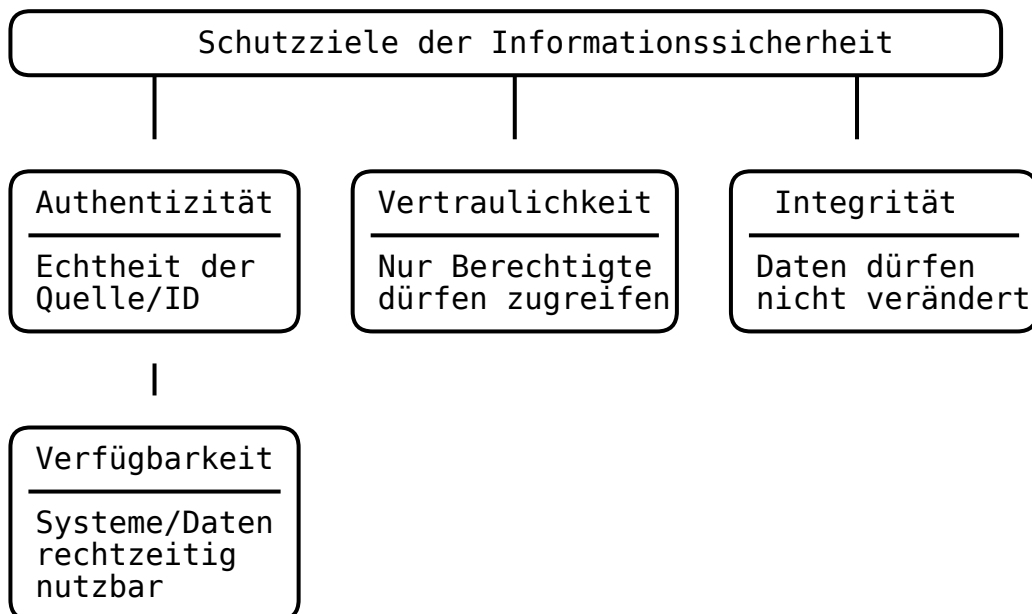 Schutzziele der Informationssicherheit
Authentizität
Echtheit der
Quelle/ID
Vertraulichkeit
Nur Berechtigte
dürfen zugreifen
Integrität
Daten dürfen
nicht verändert
Verfügbarkeit
Systeme/Daten
rechtzeitig
nutzbar